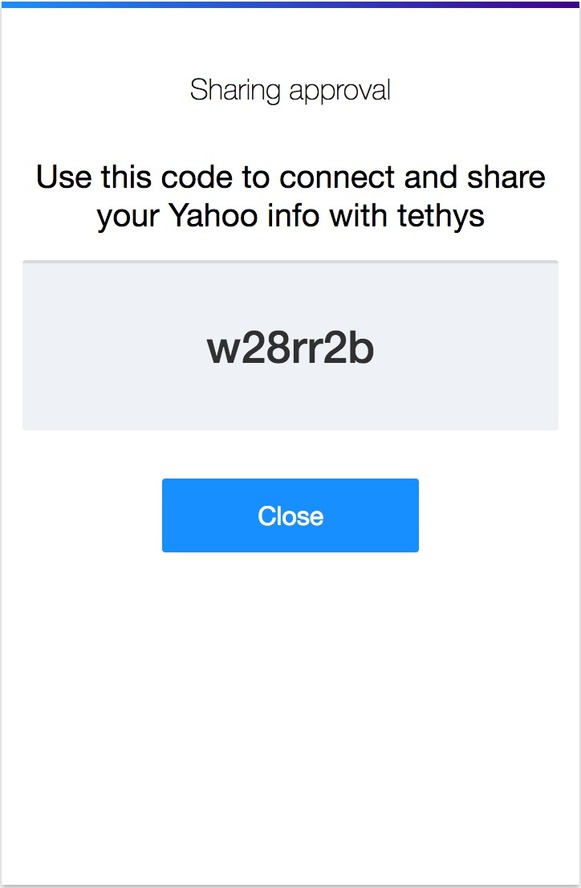 Sharing approval
Use this code to connect and share
your Yahoo info with tethys
w28rr2b
Close